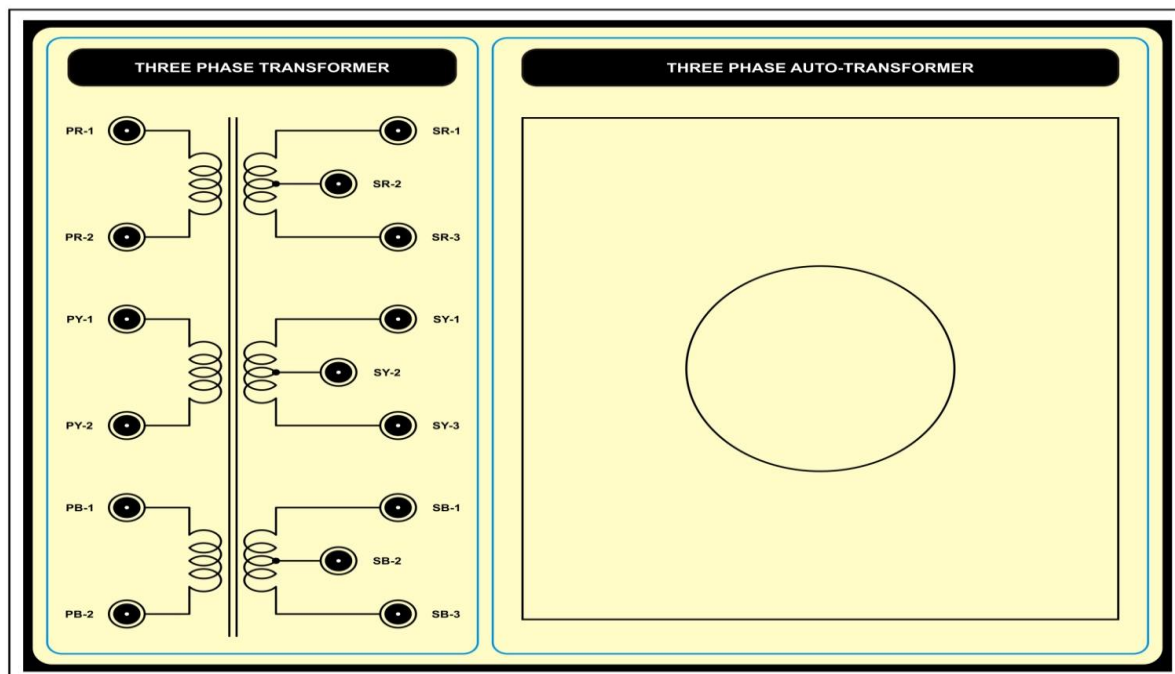 THREE PHASE TRANSFORMER
PR-1
SR-1
SR-2
PR-2
SR-3
PY-1
SY-1
SY-2
PY-2
SY-3
PB-1
SB-1
SB-2
PB-2
SB-3
THREE PHASE AUTO-TRANSFORMER